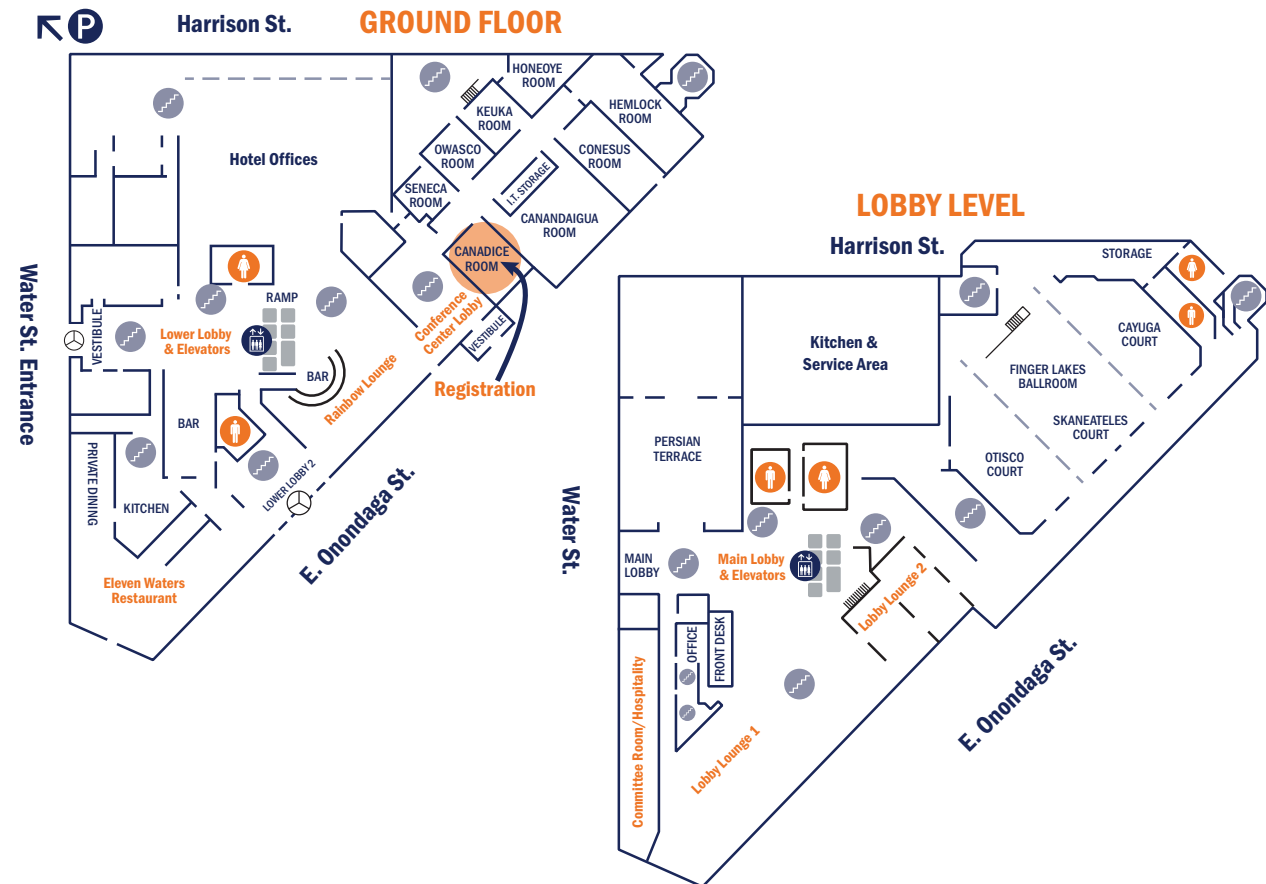 P
Harrison St.
GROUND FLOOR
HONEOYE
ROOM
KEUKA
ROOM
HEMLOCK
ROOM
OWASCO
ROOM
CONESUS
ROOM
Hotel Offices
SENECA
ROOM
I.T. STORAGE
CANANDAIGUA
ROOM
CANADICE
ROOM
Water St. Entrance
VESTIBULE
RAMP
Lower Lobby
& Elevators
Conference
Center Lobby
VESTIBULE
BAR
Rainbow Lounge
Registration
BAR
PRIVATE DINING
KITCHEN
LOWER LOBBY 2
E. Onondaga St.
Eleven Waters
Restaurant
LOBBY LEVEL
Harrison St.
STORAGE
CAYUGA
COURT
Kitchen &
Service Area
FINGER LAKES
BALLROOM
SKANEATELES
COURT
OTISCO
COURT
PERSIAN
TERRACE
Water St.
MAIN
LOBBY
Main Lobby
& Elevators
Lobby Lounge 2
OFFICE
FRONT DESK
Committee Room/Hospitality
Lobby Lounge 1
E. Onondaga St.